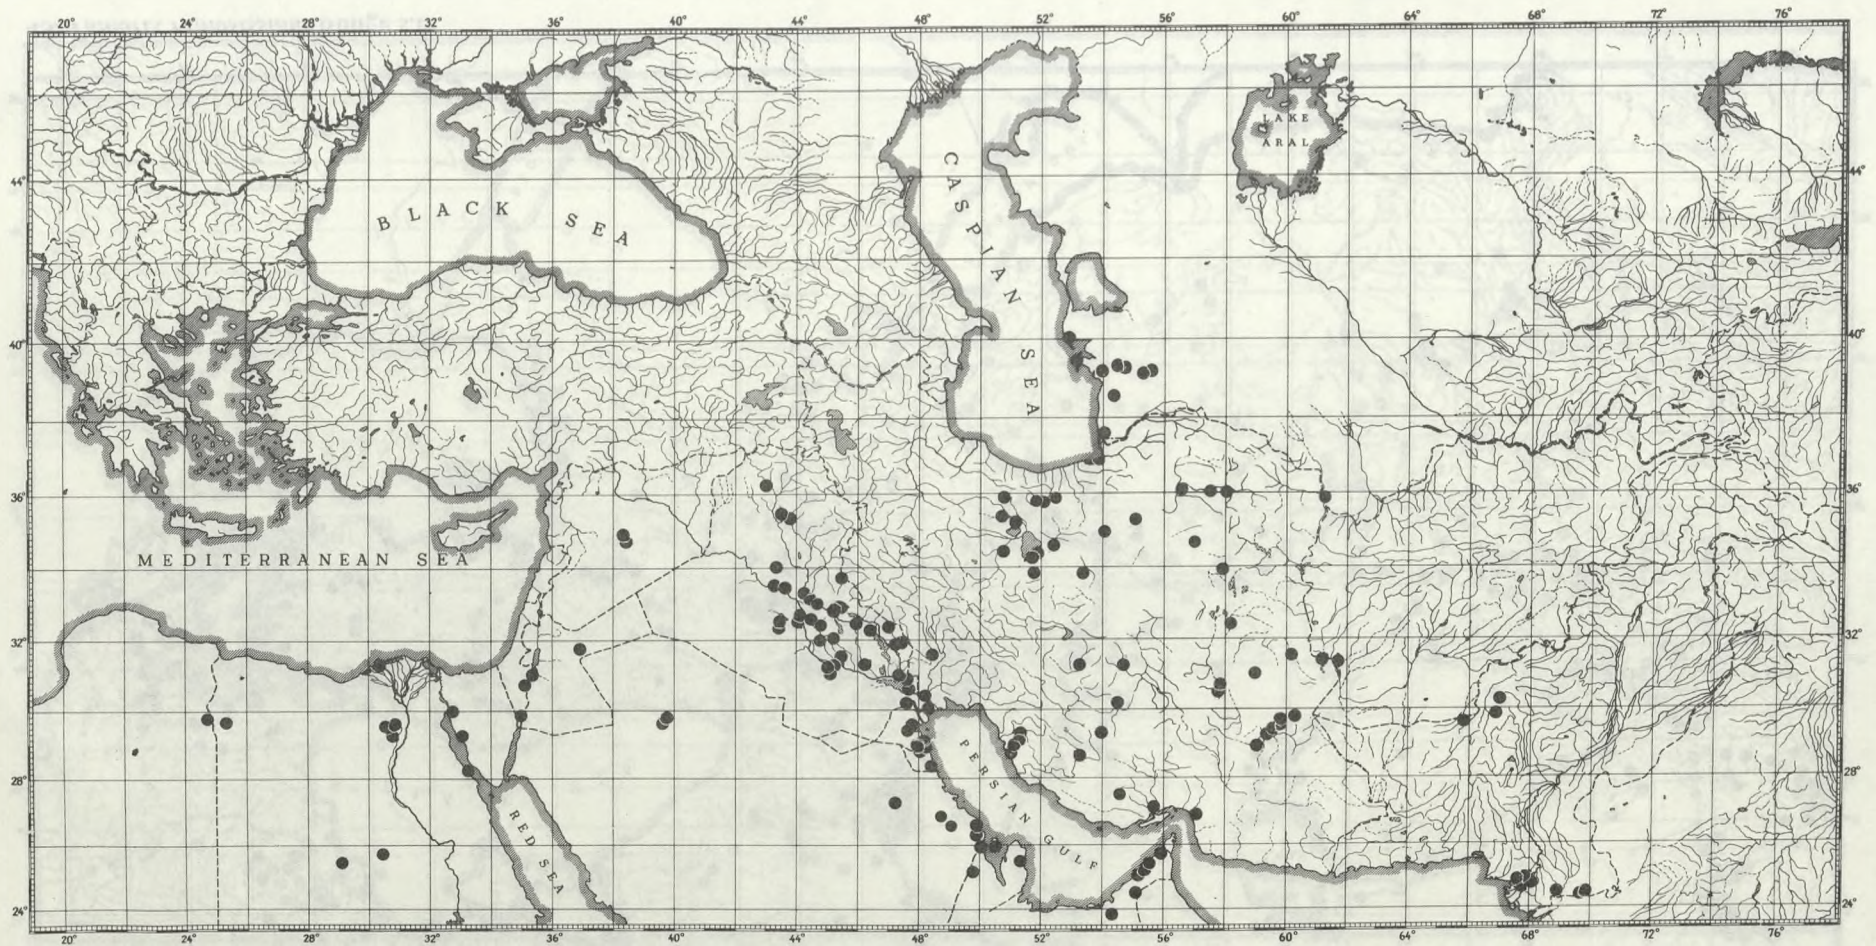 20° 24° 28° 32° 36° 40° 44° 48° 52° 56° 60° 64° 68° 72° 76°
LAKE
ARAL
44° 44°
BLACK SEA
CASPIAN SEA
40° 40°
36° 36°
MEDITERRANEAN SEA
32° 32°
28° 28°
PERSIAN GULF
RED SEA
24° 24°
20° 24° 28° 32° 36° 40° 44° 48° 52° 56° 60° 64° 68° 72° 76°